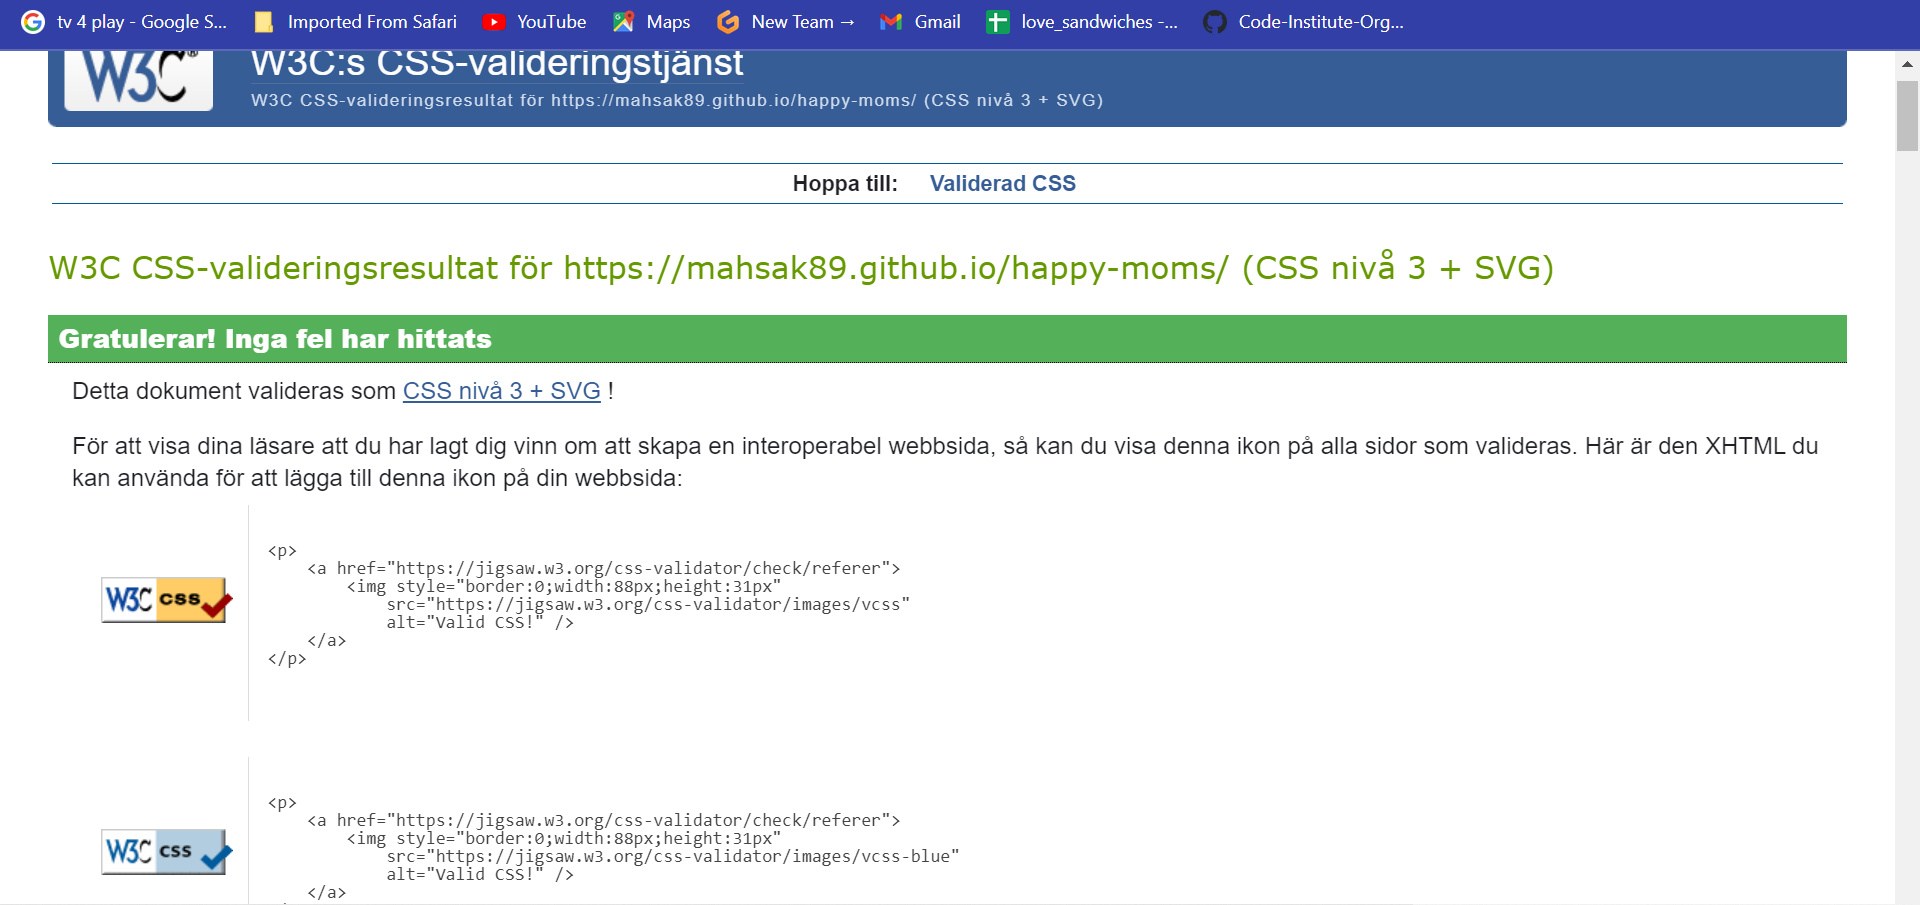 tv 4 play - Google S... Imported From Safari YouTube Maps New Team → Gmail love_sandwiches -... Code-Institute-Org...
W3C®
W3C:s CSS-valideringstjänst
W3C CSS-valideringsresultat för https://mahsak89.github.io/happy-moms/ (CSS nivå 3 + SVG)
Hoppa till: Validerad CSS
W3C CSS-valideringsresultat för https://mahsak89.github.io/happy-moms/ (CSS nivå 3 + SVG)
Gratulerar! Inga fel har hittats
Detta dokument valideras som CSS nivå 3 + SVG !
För att visa dina läsare att du har lagt dig vinn om att skapa en interoperabel webbsida, så kan du visa denna ikon på alla sidor som valideras. Här är den XHTML du
kan använda för att lägga till denna ikon på din webbsida:
W3C css
<p>
<a href="https://jigsaw.w3.org/css-validator/check/referer">
<img style="border:0;width:88px;height:31px"
src="https://jigsaw.w3.org/css-validator/images/vcss"
alt="Valid CSS!" />
</a>
</p>
W3C css
<p>
<a href="https://jigsaw.w3.org/css-validator/check/referer">
<img style="border:0;width:88px;height:31px"
src="https://jigsaw.w3.org/css-validator/images/vcss-blue"
alt="Valid CSS!" />
</a>